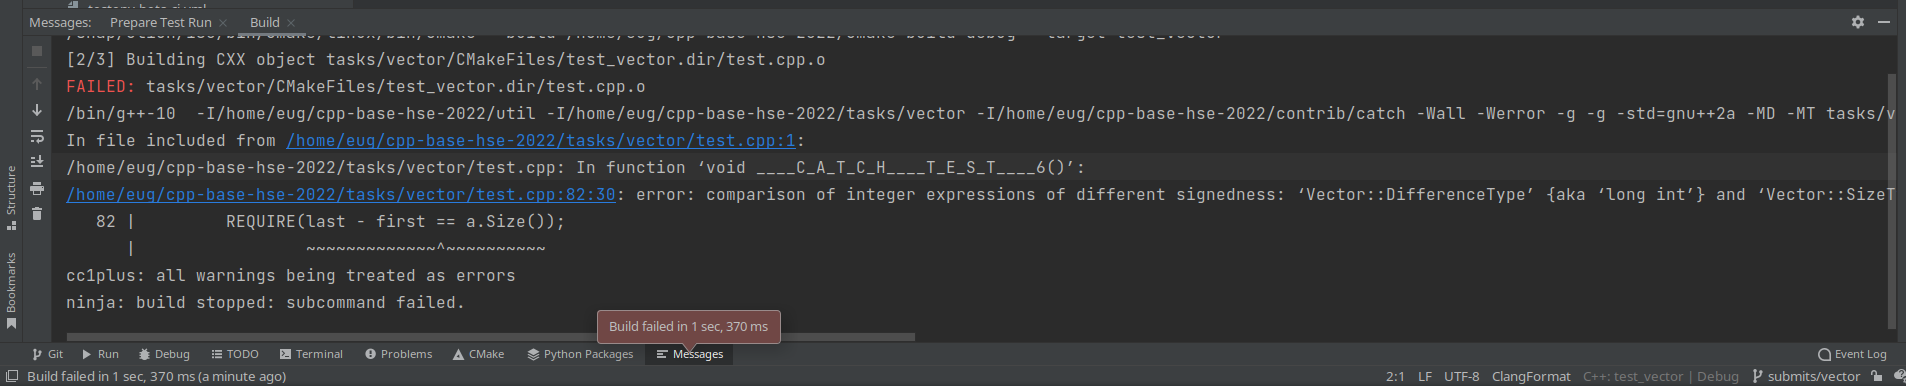 Messages: Prepare Test Run × Build ×
[2/3] Building CXX object tasks/vector/CMakeFiles/test_vector.dir/test.cpp.o
FAILED: tasks/vector/CMakeFiles/test_vector.dir/test.cpp.o
/bin/g++-10 -I/home/eug/cpp-base-hse-2022/util -I/home/eug/cpp-base-hse-2022/tasks/vector -I/home/eug/cpp-base-hse-2022/contrib/catch -Wall -Werror -g -g -std=gnu++2a -MD -MT tasks/v
In file included from /home/eug/cpp-base-hse-2022/tasks/vector/test.cpp:1:
/home/eug/cpp-base-hse-2022/tasks/vector/test.cpp: In function ‘void ____C_A_T_C_H____T_E_S_T____6()’:
/home/eug/cpp-base-hse-2022/tasks/vector/test.cpp:82:30: error: comparison of integer expressions of different signedness: ‘Vector::DifferenceType’ {aka ‘long int’} and ‘Vector::SizeT
82 | REQUIRE(last - first == a.Size());
| ~~~~~~~~~~~~~^~~~~~~~~~~
cc1plus: all warnings being treated as errors
ninja: build stopped: subcommand failed.
Structure
Bookmarks
Build failed in 1 sec, 370 ms
Git Run Debug TODO Terminal Problems CMake Python Packages Messages Event Log
Build failed in 1 sec, 370 ms (a minute ago) 2:1 LF UTF-8 ClangFormat C++: test_vector | Debug submits/vector